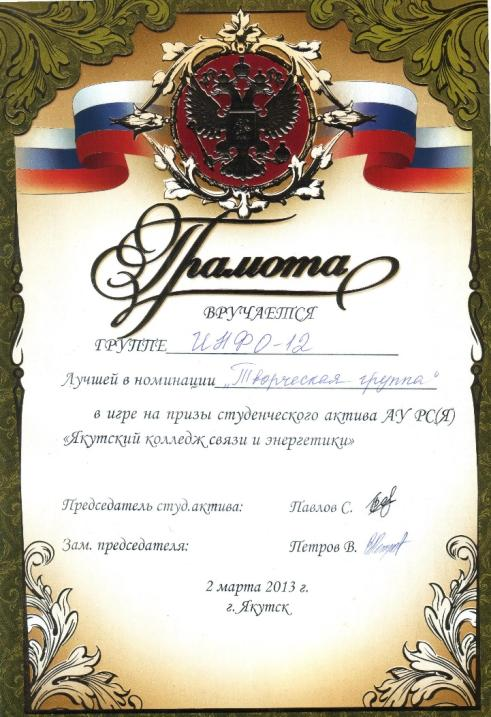 Грамота
ВРУЧАЕТСЯ
ГРУППЕ ИНФО-12
Лучшей в номинации „Творческая группа"
в игре на призы студенческого актива АУ РС(Я)
«Якутский колледж связи и энергетики»
Председатель студ.актива: Павлов С.
Зам. председателя: Петров В.
2 марта 2013 г.
г. Якутск